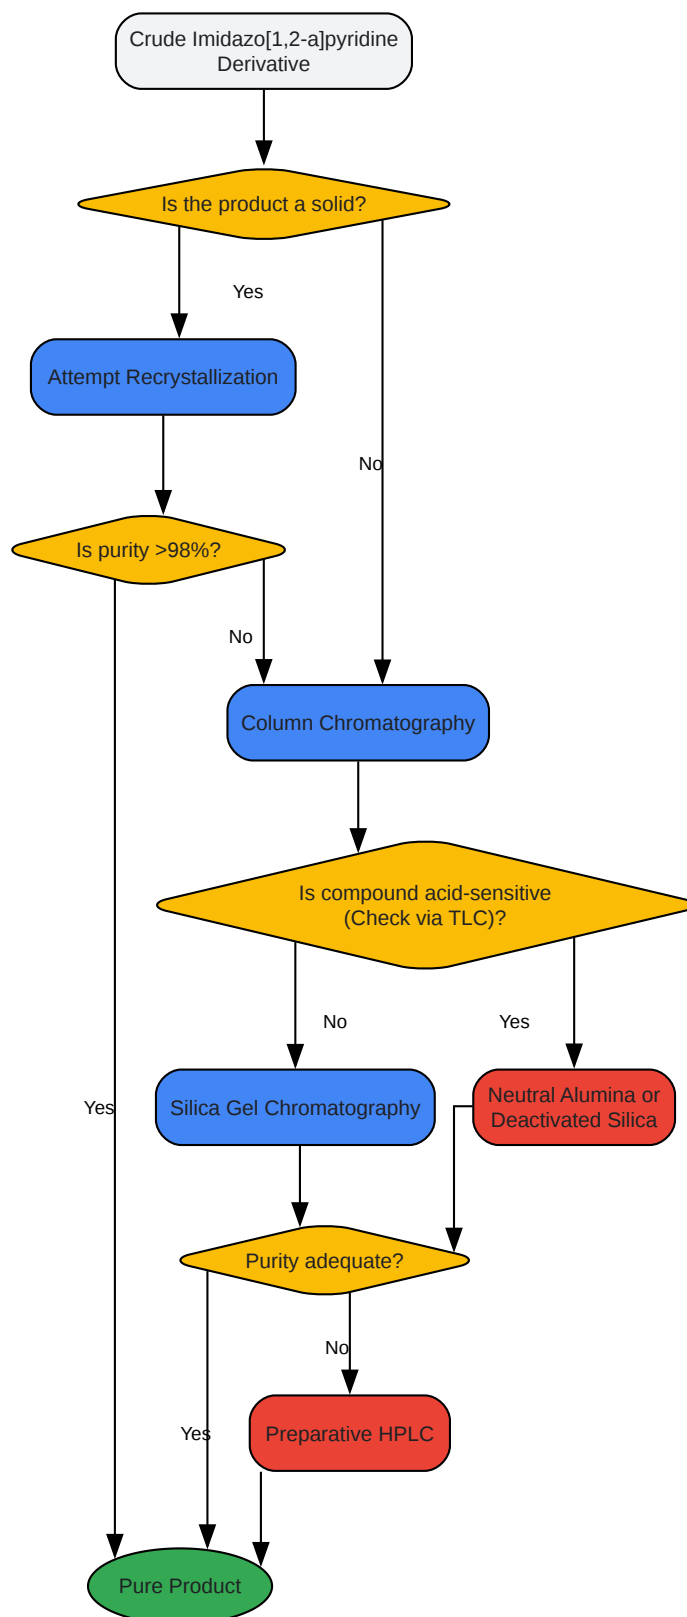 Crude Imidazo[1,2-a]pyridine
Derivative
Is the product a solid?
Yes
Attempt Recrystallization
No
Is purity >98%?
No
Column Chromatography
Is compound acid-sensitive
(Check via TLC)?
No
Yes
Neutral Alumina or
Deactivated Silica
Yes
Silica Gel Chromatography
Purity adequate?
No
Yes
Preparative HPLC
Pure Product